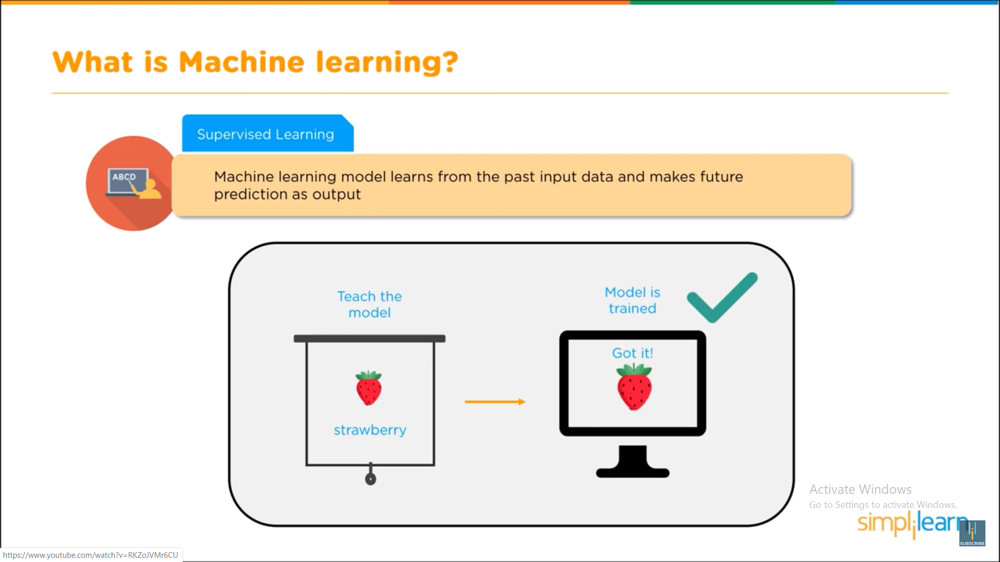 What is Machine learning?
Supervised Learning
ABCD
Machine learning model learns from the past input data and makes future
prediction as output
Teach the
model
strawberry
Model is
trained
Got it!
Activate Windows
Go to Settings to activate Windows.
simplilearn
SUBSCRIBE
https://www.youtube.com/watch?v=RKZoJVMr6CU